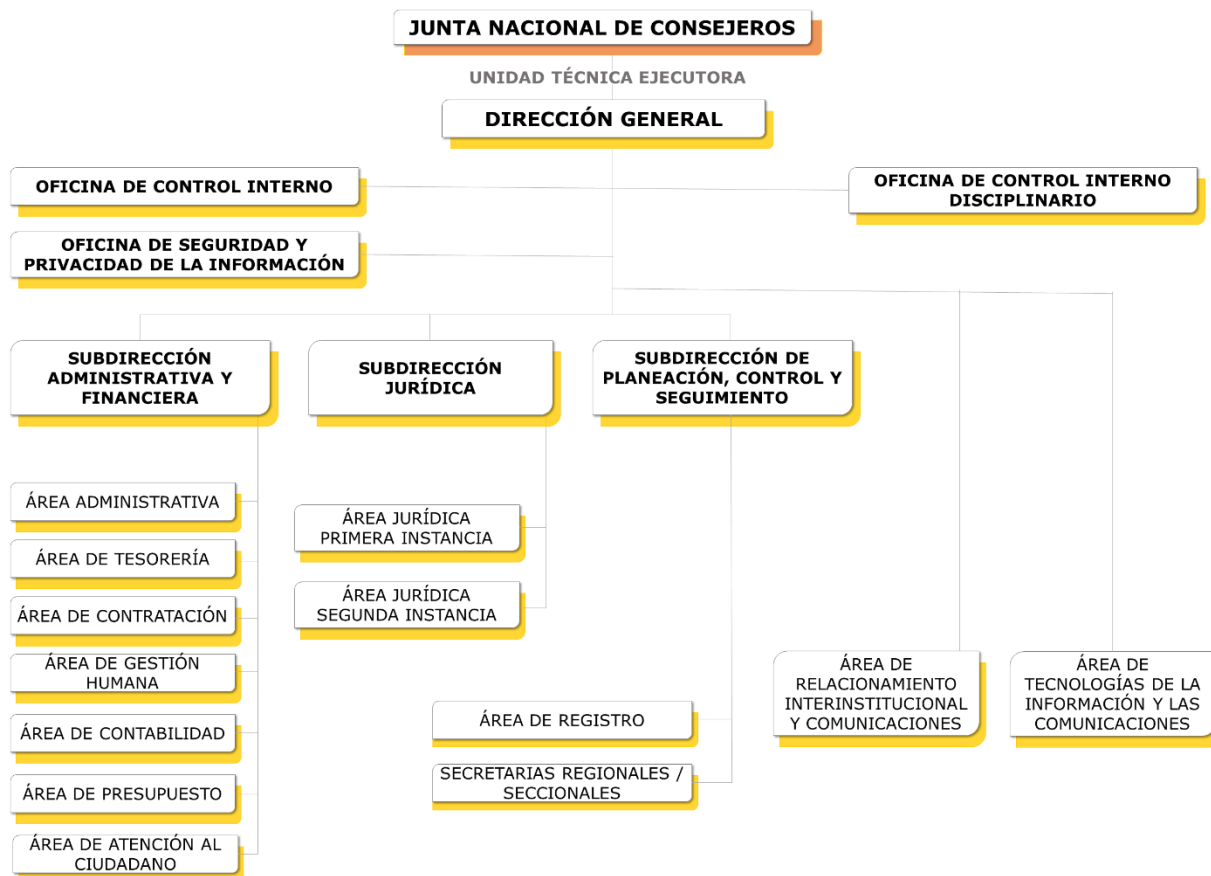 JUNTA NACIONAL DE CONSEJEROS
UNIDAD TÉCNICA EJECUTORA
DIRECCIÓN GENERAL
OFICINA DE CONTROL INTERNO
OFICINA DE CONTROL INTERNO
DISCIPLINARIO
OFICINA DE SEGURIDAD Y
PRIVACIDAD DE LA INFORMACIÓN
SUBDIRECCIÓN
ADMINISTRATIVA Y
FINANCIERA
SUBDIRECCIÓN
JURÍDICA
SUBDIRECCIÓN DE
PLANEACIÓN, CONTROL Y
SEGUIMIENTO
ÁREA ADMINISTRATIVA
ÁREA DE TESORERÍA
ÁREA DE CONTRATACIÓN
ÁREA DE GESTIÓN
HUMANA
ÁREA DE CONTABILIDAD
ÁREA DE PRESUPUESTO
ÁREA DE ATENCIÓN AL
CIUDADANO
ÁREA JURÍDICA
PRIMERA INSTANCIA
ÁREA JURÍDICA
SEGUNDA INSTANCIA
ÁREA DE REGISTRO
SECRETARIAS REGIONALES /
SECCIONALES
ÁREA DE
RELACIONAMIENTO
INTERINSTITUCIONAL
Y COMUNICACIONES
ÁREA DE
TECNOLOGÍAS DE LA
INFORMACIÓN Y LAS
COMUNICACIONES